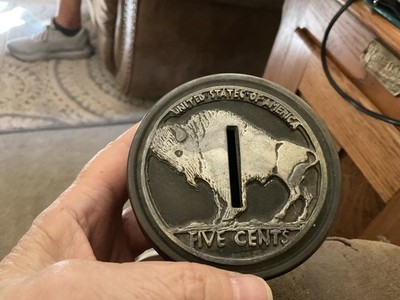 UNITED STATES OF AMERICA
FIVE CENTS